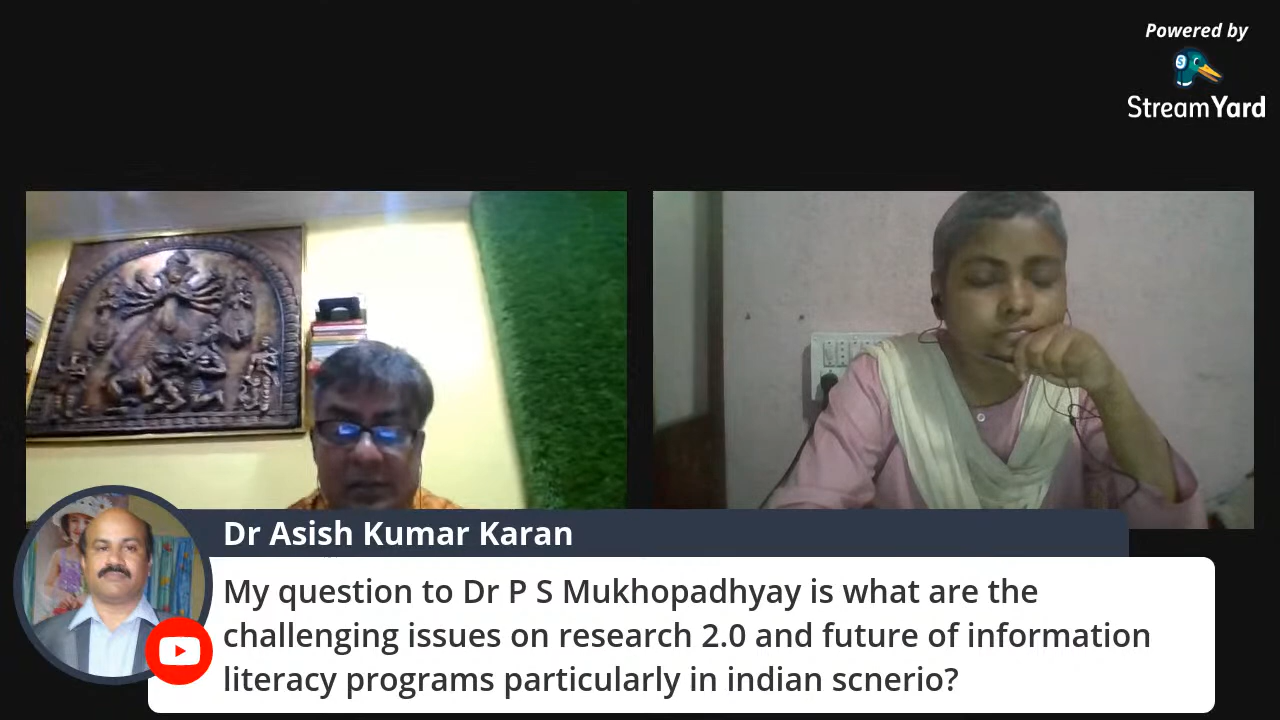 Powered by
StreamYard
Dr Asish Kumar Karan
My question to Dr P S Mukhopadhyay is what are the
challenging issues on research 2.0 and future of information
literacy programs particularly in indian scnerio?